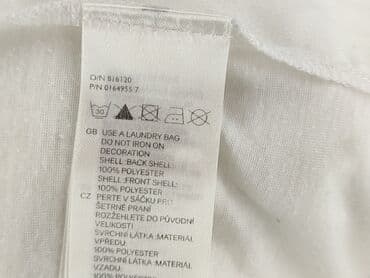 O/N 816120
P/N 0164955 7
30
GB USE A LAUNDRY BAG
DO NOT IRON ON
DECORATION
SHELL:BACK SHELL:
100% POLYESTER
SHELL:FRONT SHELL:
100% POLYESTER
CZ PERTE V SÁČKU PRO
ŠETRNÉ PRANÍ
ROZŽEHLETE DO PŮVODNÍ
VELIKOSTI
SVRCHNÍ LÁTKA:MATERIÁL
VPŘEDU:
100% POLYESTER
SVRCHNÍ LÁTKA:MATERIÁL
VZADU:
100% POLYESTER